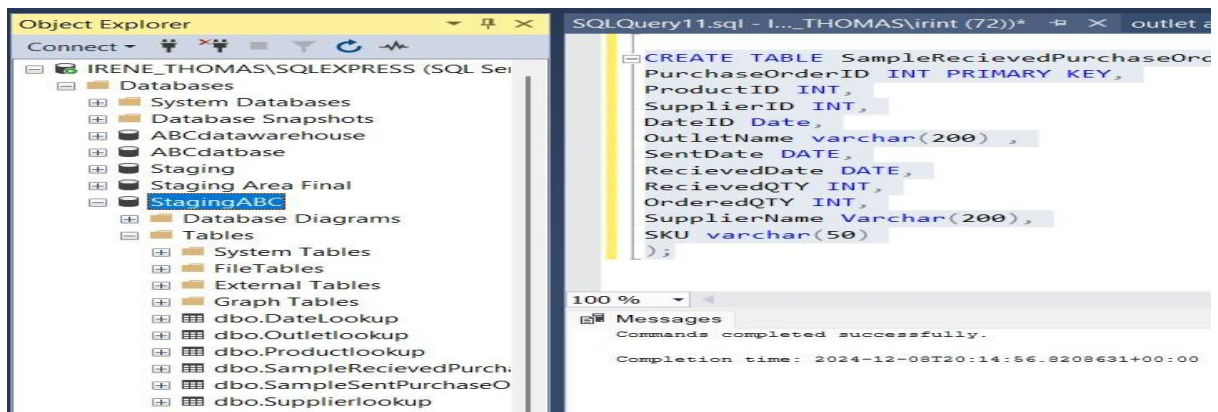 Object Explorer
Connect
IRENE_THOMAS\SQLEXPRESS (SQL Ser
Databases
System Databases
Database Snapshots
ABCdatawarehouse
ABCdatbase
Staging
Staging Area Final
StagingABC
Database Diagrams
Tables
System Tables
FileTables
External Tables
Graph Tables
dbo.DateLookup
dbo.Outletlookup
dbo.Productlookup
dbo.SampleRecievedPurch
dbo.SampleSentPurchaseO
dbo.Supplierlookup
SQLQuery11.sql - I..._THOMAS\irint (72))* outlet a
CREATE TABLE SampleRecievedPurchaseOrd
PurchaseOrderID INT PRIMARY KEY,
ProductID INT,
SupplierID INT,
DateID Date,
OutletName varchar(200) ,
SentDate DATE,
RecievedDate DATE,
RecievedQTY INT,
OrderedQTY INT,
SupplierName Varchar(200),
SKU varchar(50)
);
100 %
Messages
Commands completed successfully.
Completion time: 2024-12-08T20:14:56.8208631+00:00